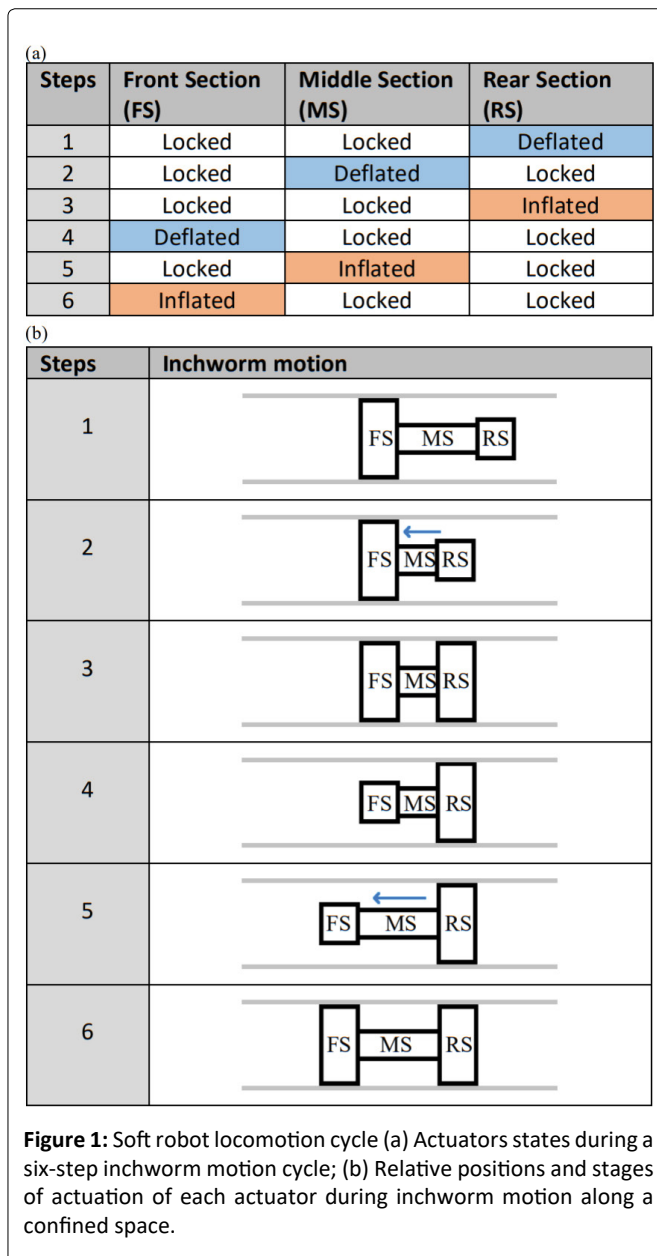 (a)
Steps Front Section (FS) Middle Section (MS) Rear Section (RS)
1 Locked Locked Deflated
2 Locked Deflated Locked
3 Locked Locked Inflated
4 Deflated Locked Locked
5 Locked Inflated Locked
6 Inflated Locked Locked
(b)
Steps Inchworm motion
1 FS MS RS
2 FS MS RS
3 FS MS RS
4 FS MS RS
5 FS MS RS
6 FS MS RS
Figure 1: Soft robot locomotion cycle (a) Actuators states during a
six-step inchworm motion cycle; (b) Relative positions and stages
of actuation of each actuator during inchworm motion along a
confined space.